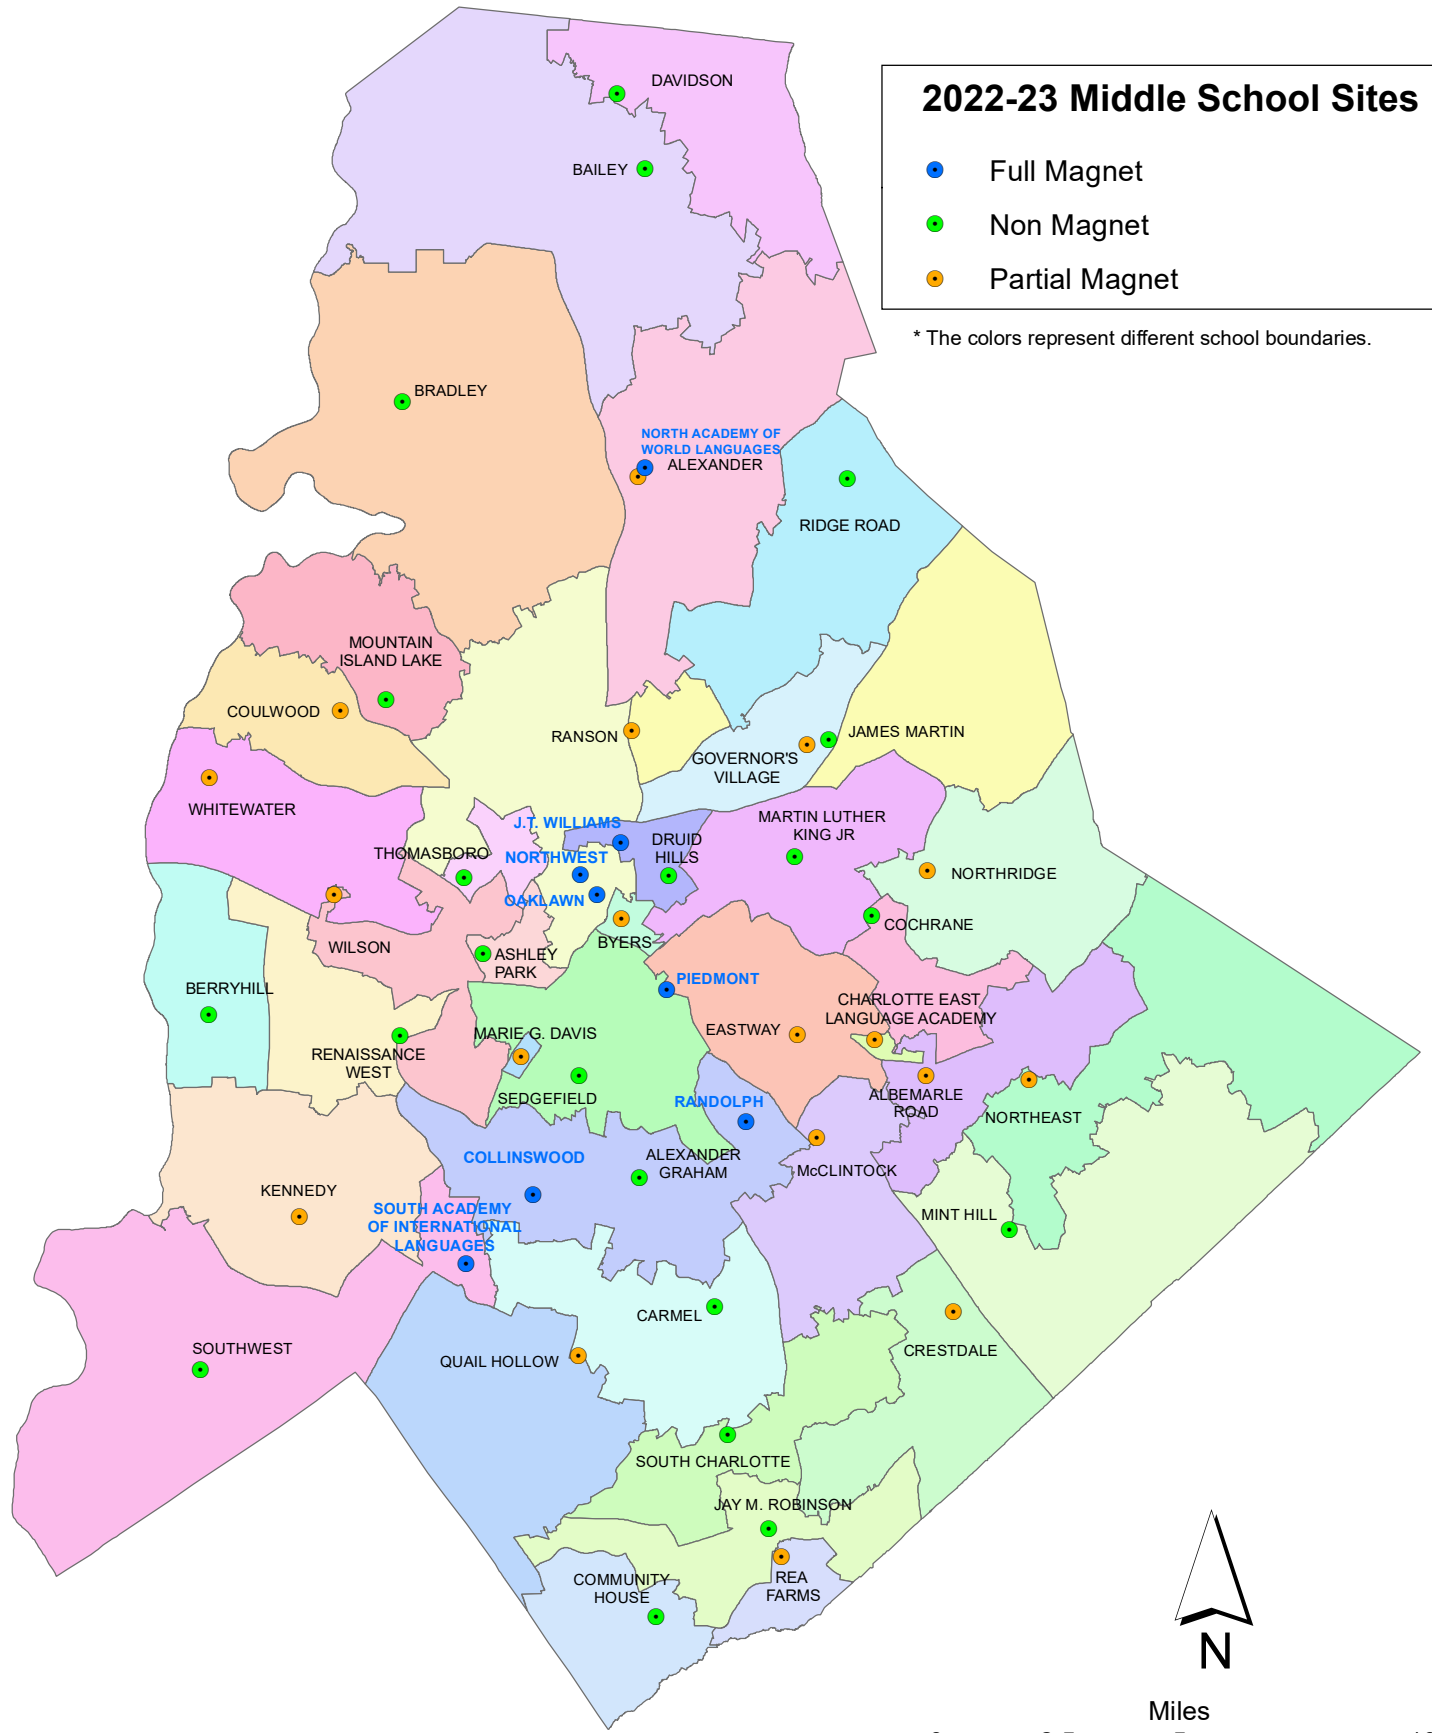 2022-23 Middle School Sites
Full Magnet
Non Magnet
Partial Magnet
* The colors represent different school boundaries.
DAVIDSON
BAILEY
BRADLEY
NORTH ACADEMY OF
WORLD LANGUAGES
ALEXANDER
RIDGE ROAD
MOUNTAIN
ISLAND LAKE
COULWOOD
RANSON
JAMES MARTIN
GOVERNOR'S
VILLAGE
WHITEWATER
J.T. WILLIAMS
MARTIN LUTHER
KING JR
DRUID
HILLS
THOMASBORO
NORTHWEST
NORTHRIDGE
OAKLAWN
COCHRANE
BYERS
WILSON
ASHLEY
PARK
PIEDMONT
BERRYHILL
CHARLOTTE EAST
LANGUAGE ACADEMY
EASTWAY
MARIE G. DAVIS
RENAISSANCE
WEST
SEDGEFIELD
RANDOLPH
ALBEMARLE
ROAD
NORTHEAST
COLLINSWOOD
ALEXANDER
GRAHAM
McCLINTOCK
KENNEDY
SOUTH ACADEMY
OF INTERNATIONAL
LANGUAGES
MINT HILL
CARMEL
SOUTHWEST
QUAIL HOLLOW
CRESTDALE
SOUTH CHARLOTTE
JAY M. ROBINSON
COMMUNITY
HOUSE
REA
FARMS
N
Miles